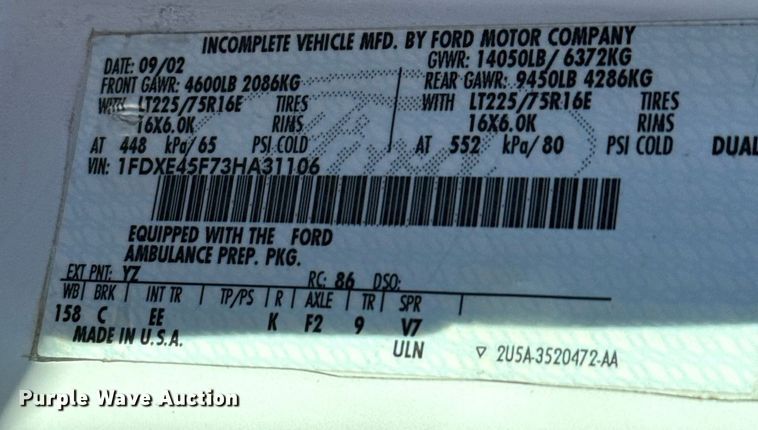 INCOMPLETE VEHICLE MFD. BY FORD MOTOR COMPANY
DATE: 09/02 GVWR: 14050LB/ 6372KG
FRONT GAWR: 4600LB 2086KG REAR GAWR: 9450LB 4286KG
WITH LT225/75R16E TIRES WITH LT225/75R16E TIRES
16X6.0K RIMS 16X6.0K RIMS
AT 448 kPa/65 PSI COLD AT 552 kPa/80 PSI COLD DUAL
VIN: 1FDXE45F73HA31106
EQUIPPED WITH THE FORD
AMBULANCE PREP. PKG.
EXT PNT: YZ RC: 86 DSO:
WB BRK INT TR TP/PS R AXLE TR SPR
158 C EE K F2 9 V7
MADE IN U.S.A. ULN 2U5A-3520472-AA
Purple Wave Auction